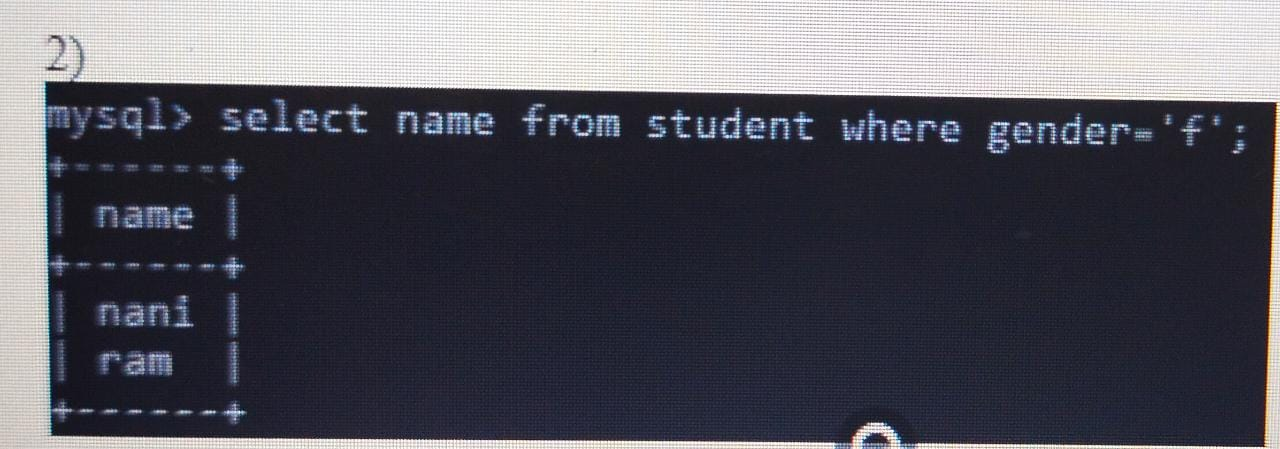 2)
mysql> select name from student where gender='f';
+-------+
| name |
+-------+
| nani |
| ram |
+-------+